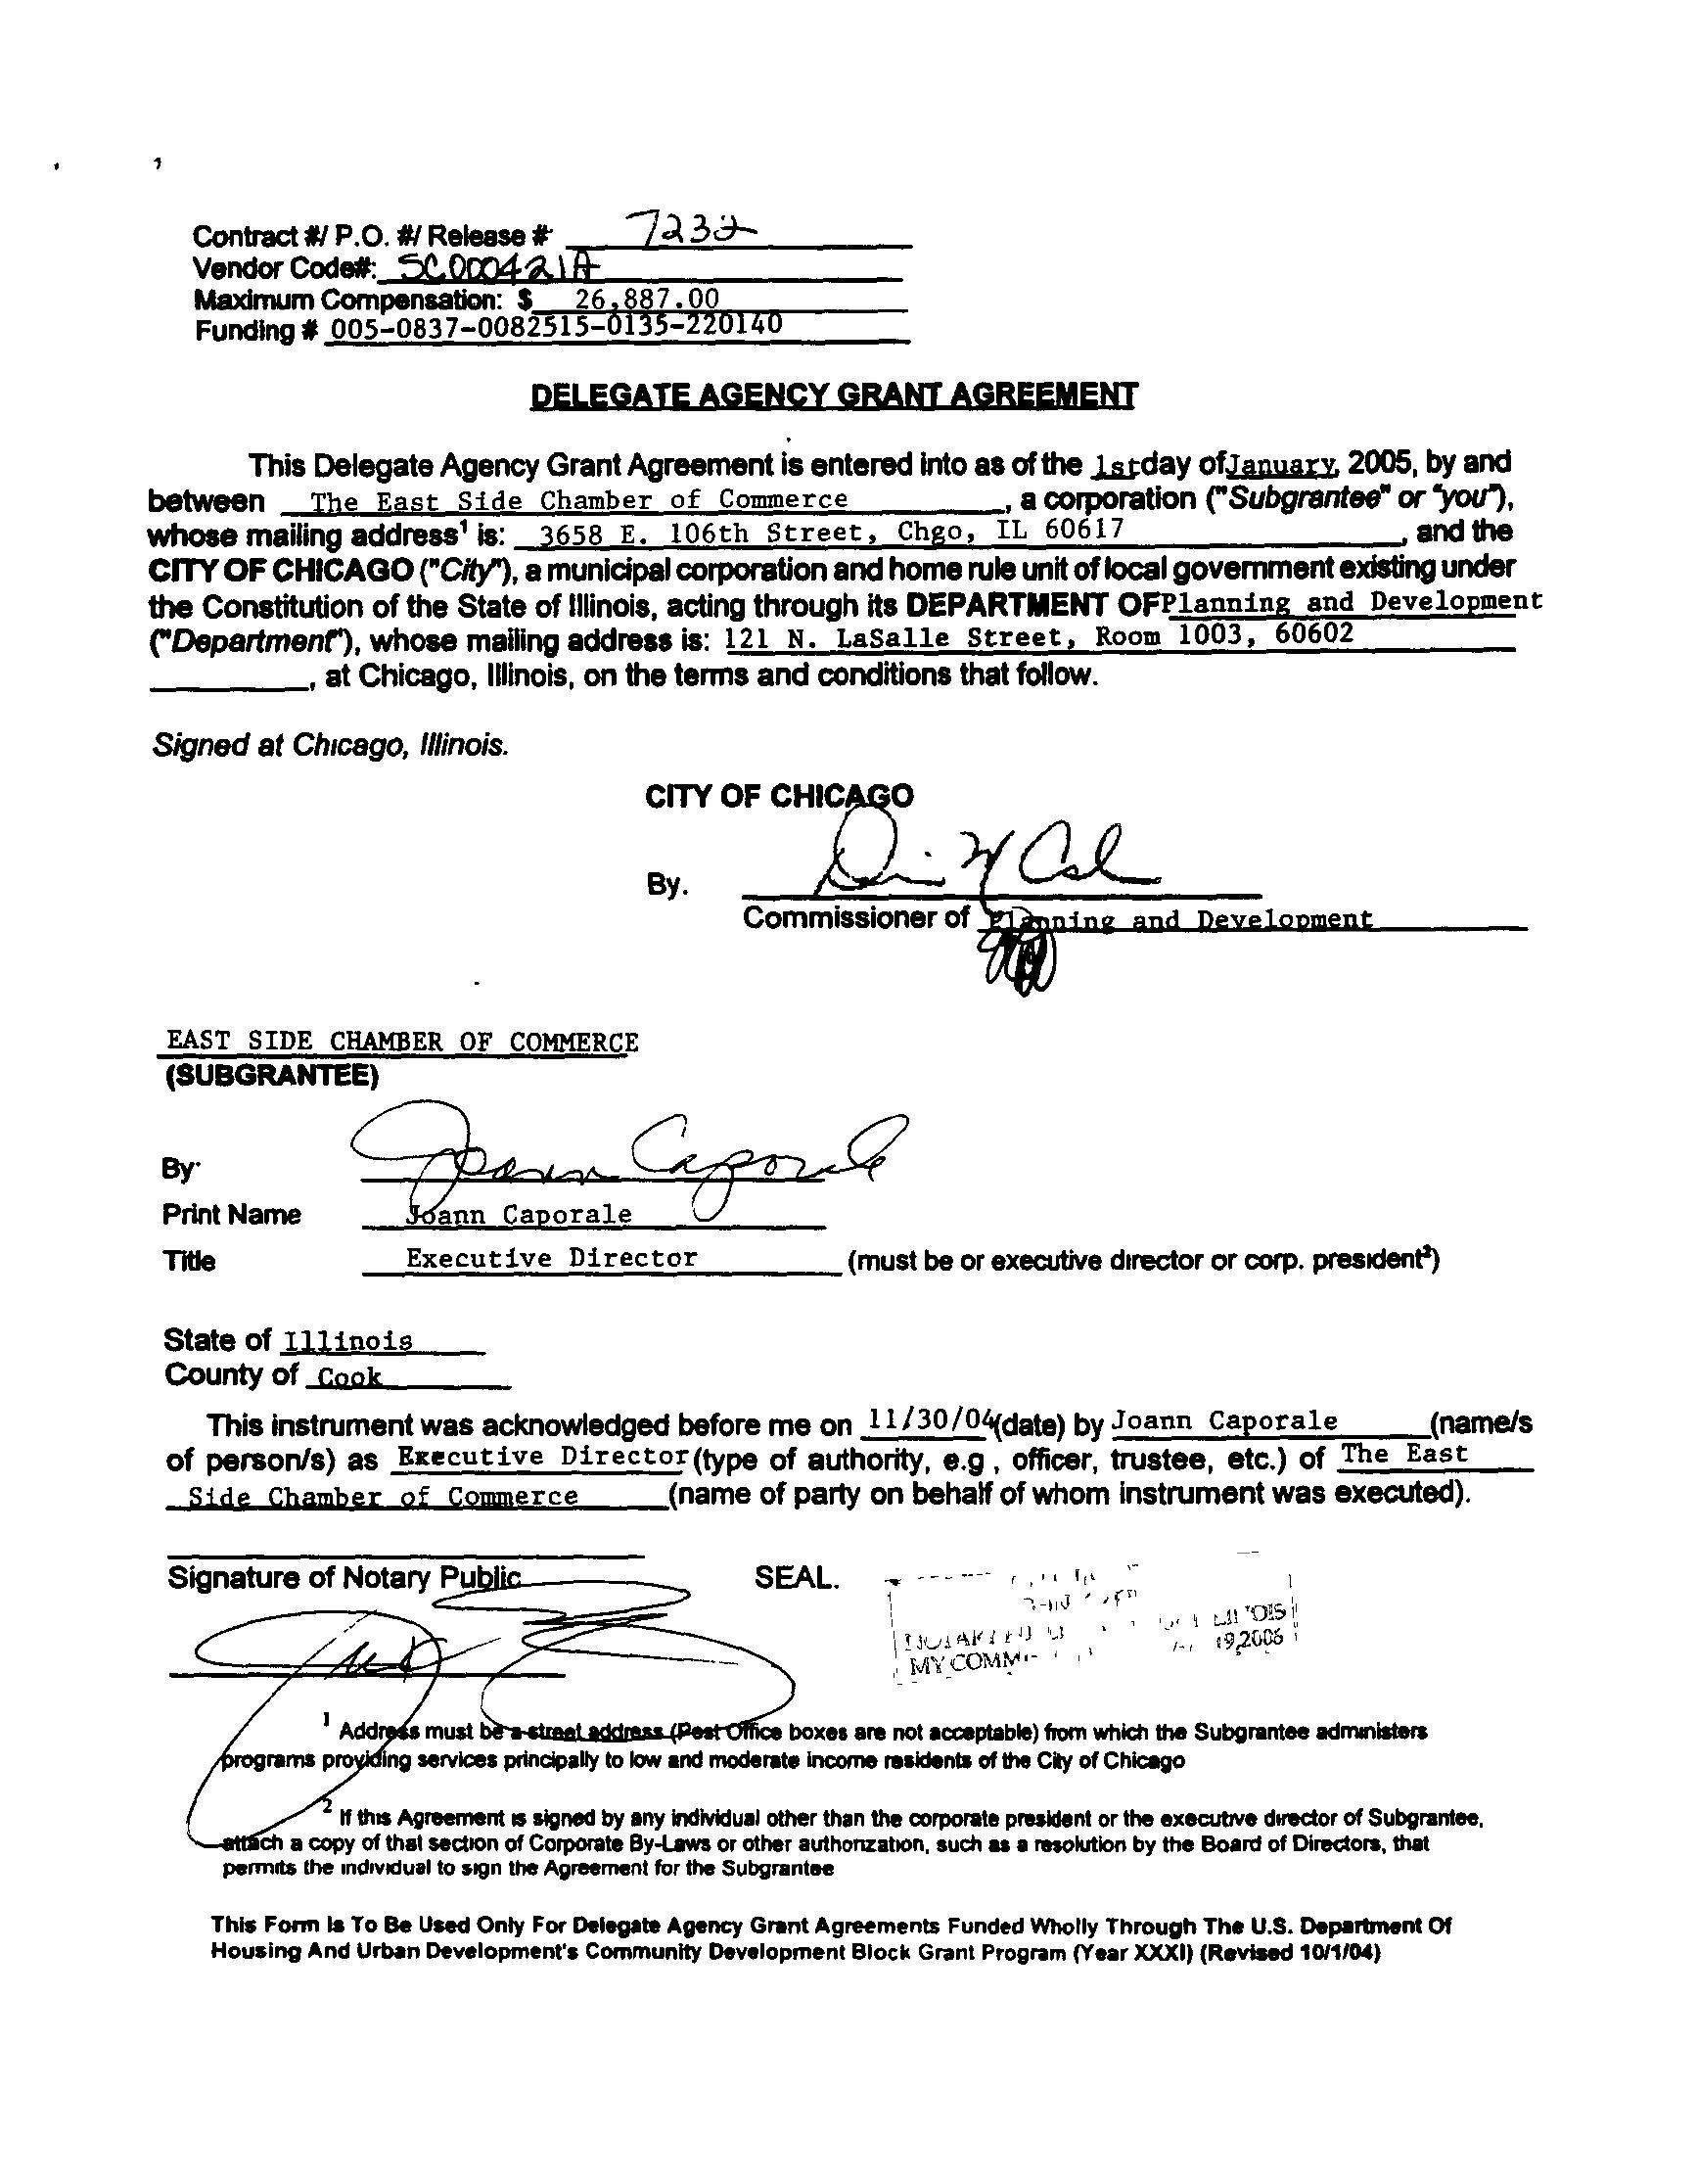 Contract #/ P.O. #/ Release # 7232
Vendor Code#: SC000421A
Maximum Compensation: $ 26,887.00
Funding # 005-0837-0082515-0135-220140
DELEGATE AGENCY GRANT AGREEMENT
This Delegate Agency Grant Agreement is entered into as of the 1st day of January, 2005, by and
between The East Side Chamber of Commerce, a corporation ("Subgrantee" or "you"),
whose mailing address¹ is: 3658 E. 106th Street, Chgo, IL 60617, and the
CITY OF CHICAGO ("City"), a municipal corporation and home rule unit of local government existing under
the Constitution of the State of Illinois, acting through its DEPARTMENT OF Planning and Development
("Department"), whose mailing address is: 121 N. LaSalle Street, Room 1003, 60602
, at Chicago, Illinois, on the terms and conditions that follow.
Signed at Chicago, Illinois.
CITY OF CHICAGO
By.
Commissioner of Planning and Development
EAST SIDE CHAMBER OF COMMERCE
(SUBGRANTEE)
By: Joann Caporale
Print Name Joann Caporale
Title Executive Director (must be or executive director or corp. president²)
State of Illinois
County of Cook
This instrument was acknowledged before me on 11/30/04 (date) by Joann Caporale (name/s
of person/s) as Executive Director (type of authority, e.g , officer, trustee, etc.) of The East
Side Chamber of Commerce (name of party on behalf of whom instrument was executed).
Signature of Notary Public SEAL.
MY COMM 19,2006
¹ Address must be a street address (Post Office boxes are not acceptable) from which the Subgrantee administers
programs providing services principally to low and moderate income residents of the City of Chicago
² If this Agreement is signed by any individual other than the corporate president or the executive director of Subgrantee,
attach a copy of that section of Corporate By-Laws or other authorization, such as a resolution by the Board of Directors, that
permits the individual to sign the Agreement for the Subgrantee
This Form Is To Be Used Only For Delegate Agency Grant Agreements Funded Wholly Through The U.S. Department Of
Housing And Urban Development's Community Development Block Grant Program (Year XXXI) (Revised 10/1/04)